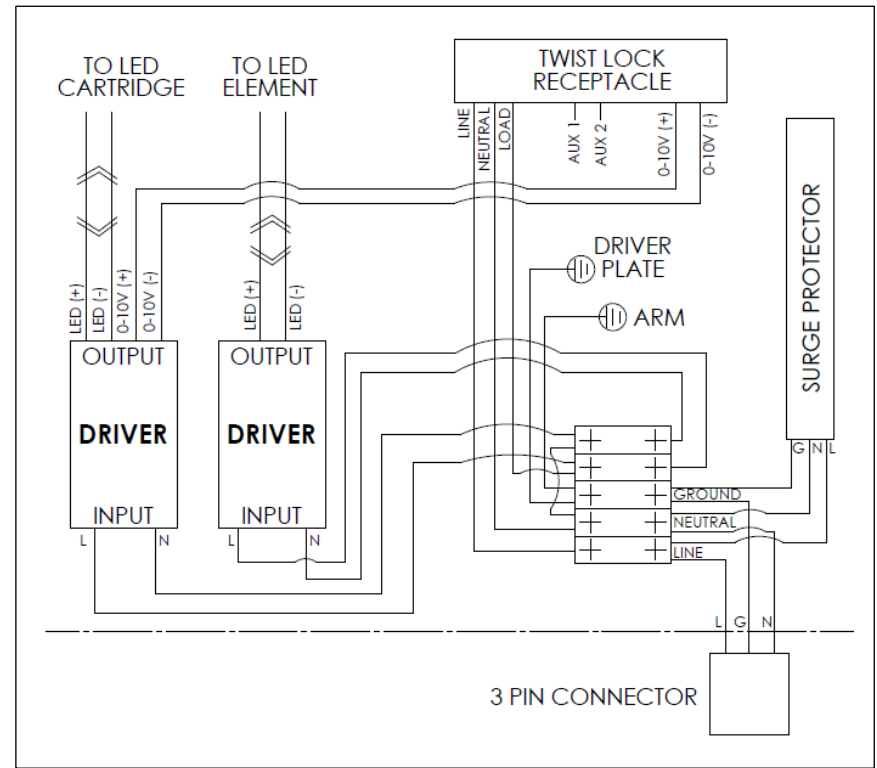 TO LED
CARTRIDGE
TO LED
ELEMENT
TWIST LOCK
RECEPTACLE
LINE
NEUTRAL
LOAD
AUX 1
AUX 2
0-10V (+)
0-10V (-)
SURGE PROTECTOR
DRIVER
PLATE
ARM
LED (+)
LED (-)
0-10V (+)
0-10V (-)
LED (+)
LED (-)
OUTPUT
DRIVER
INPUT
L
N
OUTPUT
DRIVER
INPUT
L
N
G N L
GROUND
NEUTRAL
LINE
L G N
3 PIN CONNECTOR